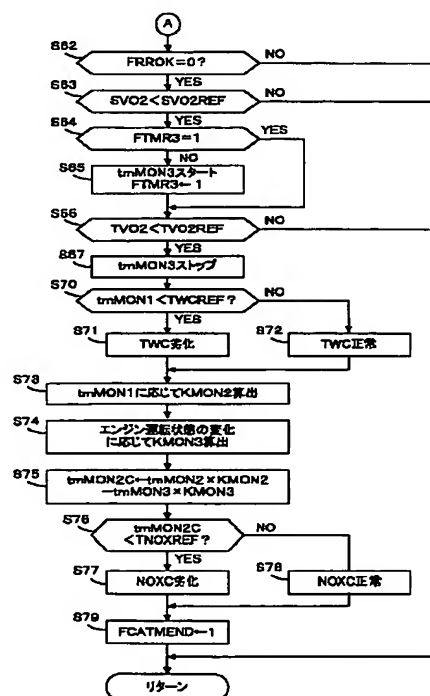 A
S62
FRROK=0?
NO
YES
S63
SVO2<SVO2REF
NO
YES
S64
FTMR3=1
YES
NO
S65
tmMON3スタート
FTMR3←1
S66
TVO2<TVO2REF
NO
YES
S67
tmMON3ストップ
S70
tmMON1<TWCREF?
NO
YES
S71
TWC劣化
S72
TWC正常
S73
tmMON1に応じてKMON2算出
S74
エンジン運転状態の変化
に応じてKMON3算出
S75
tmMON2C←tmMON2×KMON2
−tmMON3×KMON3
S76
tmMON2C
<TNOXREF?
NO
YES
S77
NOXC劣化
S78
NOXC正常
S79
FCATMEND←1
リターン